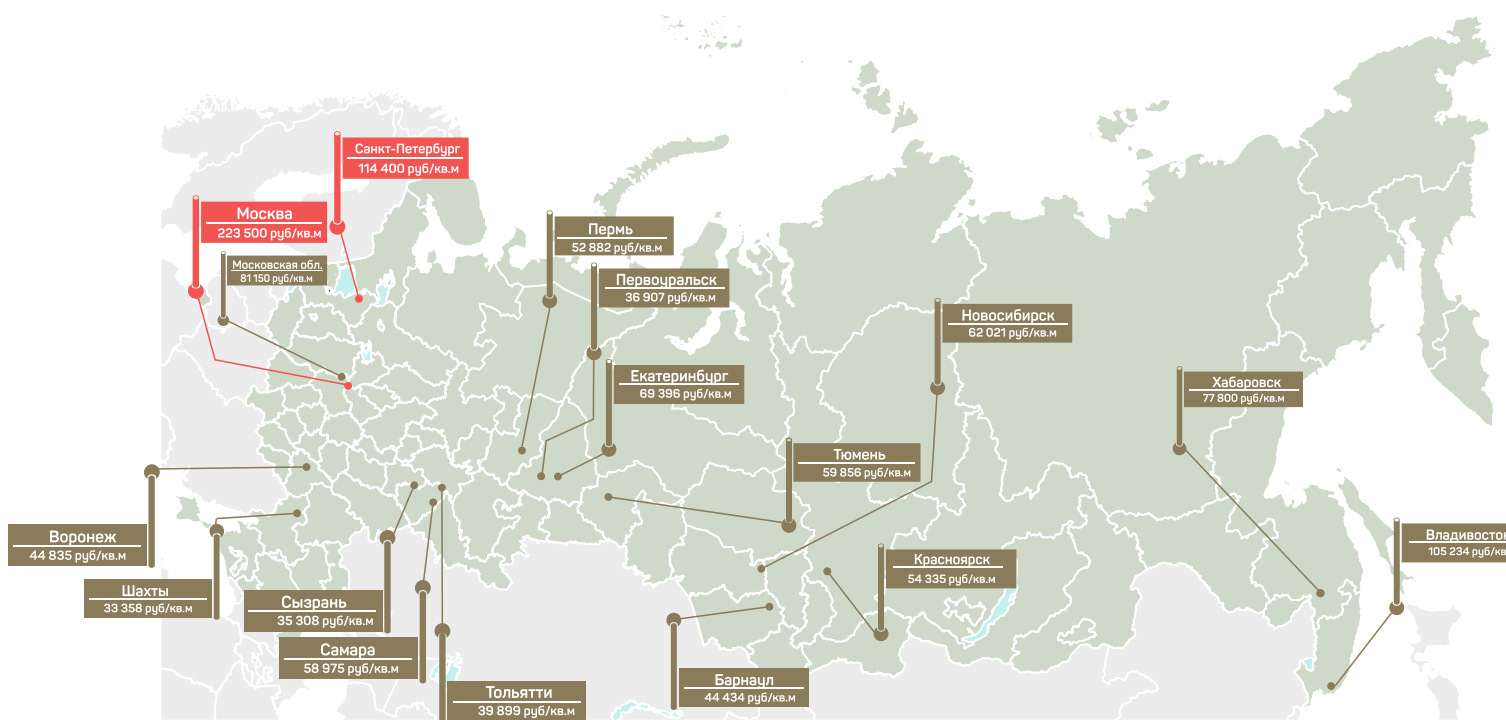 Санкт-Петербург
114 400 руб/кв.м
Москва
223 500 руб/кв.м
Московская обл.
81 150 руб/кв.м
Пермь
52 882 руб/кв.м
Первоуральск
36 907 руб/кв.м
Новосибирск
62 021 руб/кв.м
Екатеринбург
69 396 руб/кв.м
Хабаровск
77 800 руб/кв.м
Тюмень
59 856 руб/кв.м
Воронеж
44 835 руб/кв.м
Владивосток
105 234 руб/кв
Красноярск
54 335 руб/кв.м
Шахты
33 358 руб/кв.м
Сызрань
35 308 руб/кв.м
Самара
58 975 руб/кв.м
Барнаул
44 434 руб/кв.м
Тольятти
39 899 руб/кв.м